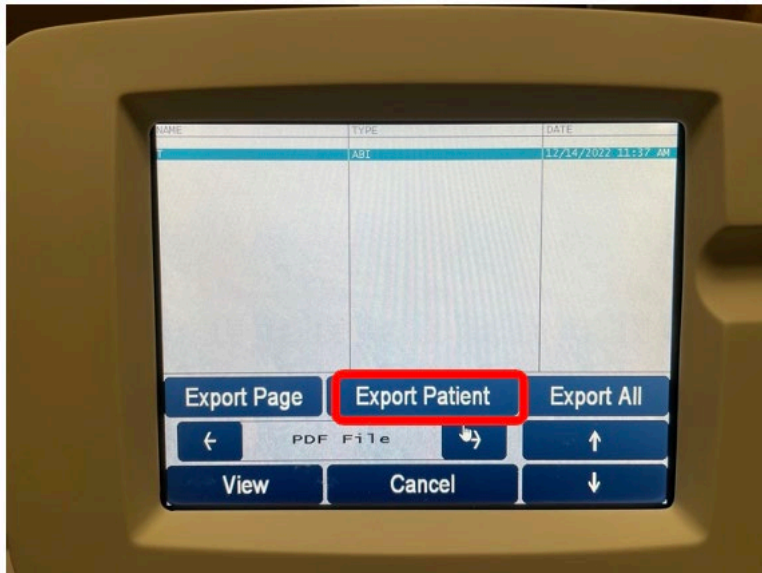 NAME TYPE DATE
T ABI 12/14/2022 11:37 AM
Export Page Export Patient Export All
← PDF File → ↑
View Cancel ↓